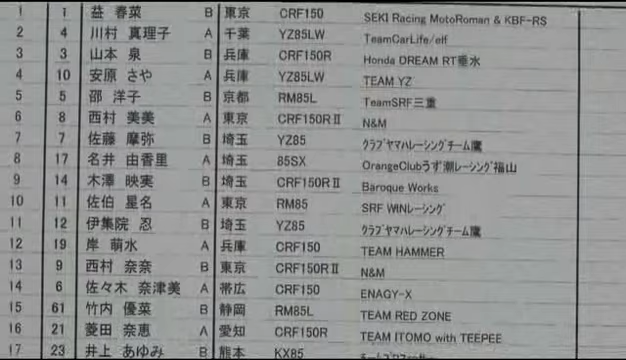 1 1 益 春菜 B 東京 CRF150 SEKI Racing MotoRoman & KBF-RS
2 4 川村 真理子 A 千葉 YZ85LW TeamCarLife/elf
3 3 山本 泉 B 兵庫 CRF150R Honda DREAM RT垂水
4 10 安原 さや A 兵庫 YZ85LW TEAM YZ
5 5 邵 洋子 B 京都 RM85L TeamSRF三重
6 8 西村 美美 A 東京 CRF150RⅡ N&M
7 7 佐藤 摩弥 B 埼玉 YZ85 クラブヤマハレーシングチーム鷹
8 17 名井 由香里 A 埼玉 85SX OrangeClubうず潮レーシング福山
9 14 木澤 映実 B 埼玉 CRF150RⅡ Baroque Works
10 11 佐伯 星名 A 東京 RM85 SRF WINレーシング
11 12 伊集院 忍 B 埼玉 YZ85 クラブヤマハレーシングチーム鷹
12 19 岸 萌水 A 兵庫 CRF150 TEAM HAMMER
13 9 西村 奈奈 B 東京 CRF150RⅡ N&M
14 6 佐々木 奈津美 A 帯広 CRF150 ENAGY-X
15 61 竹内 優菜 B 静岡 RM85L TEAM RED ZONE
16 21 菱田 奈恵 A 愛知 CRF150R TEAM ITOMO with TEEPEE
17 23 井上 あゆみ B 熊本 KX85